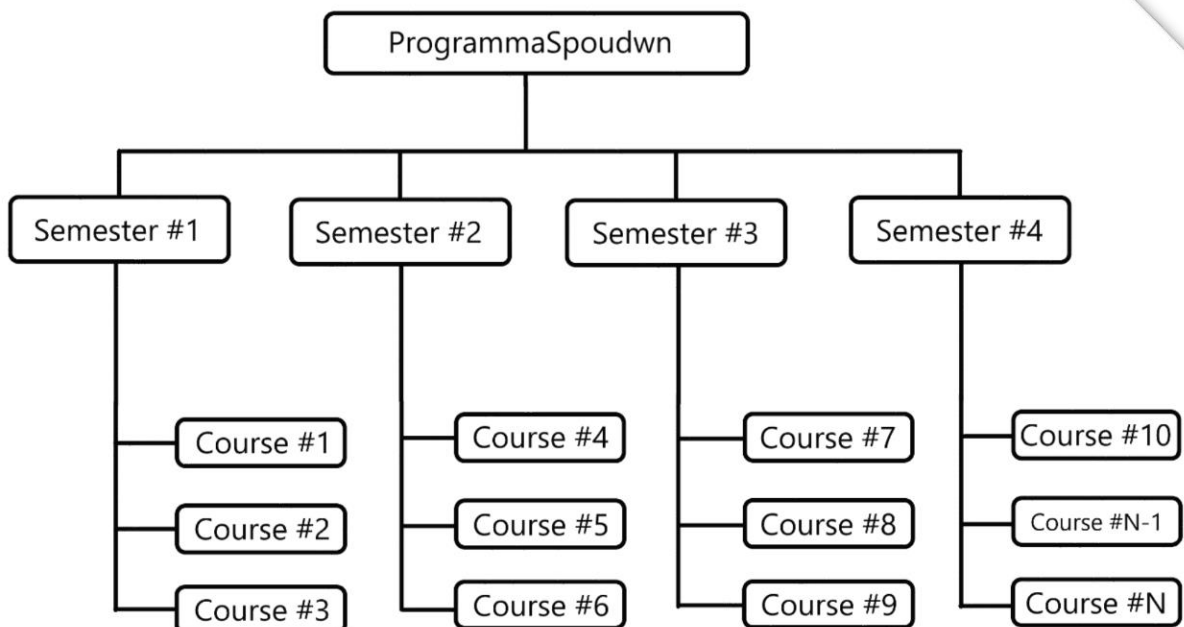 ProgrammaSpoudwn
Semester #1
Semester #2
Semester #3
Semester #4
Course #1
Course #2
Course #3
Course #4
Course #5
Course #6
Course #7
Course #8
Course #9
Course #10
Course #N-1
Course #N